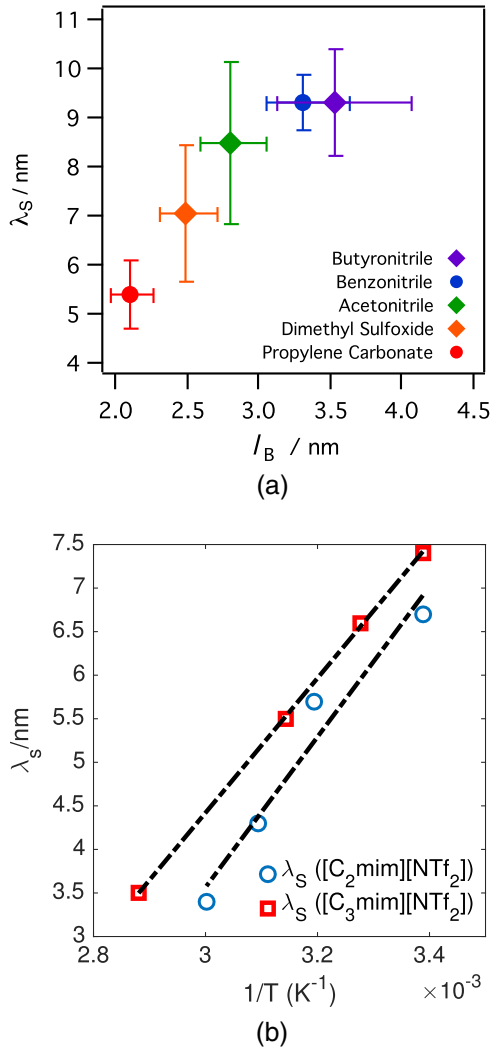 11
10
9
8
7
6
5
4
λS / nm
Butyronitrile
Benzonitrile
Acetonitrile
Dimethyl Sulfoxide
Propylene Carbonate
2.0 2.5 3.0 3.5 4.0 4.5
lB / nm
(a)
7.5
7
6.5
6
5.5
5
4.5
4
3.5
3
λs/nm
λS ([C2mim][NTf2])
λS ([C3mim][NTf2])
2.8 3 3.2 3.4
1/T (K-1) ×10-3
(b)